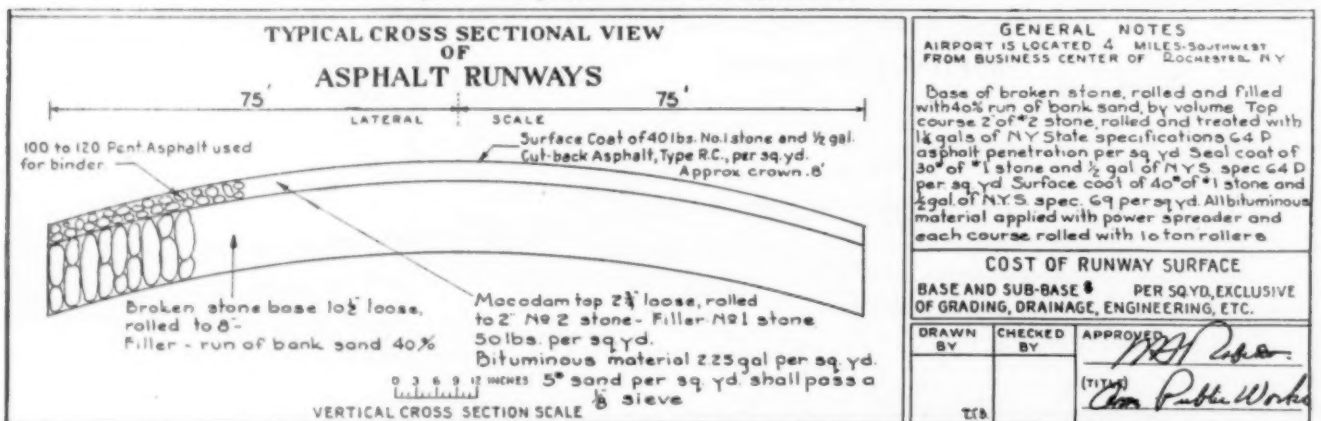 TYPICAL CROSS SECTIONAL VIEW
OF
ASPHALT RUNWAYS
75' 75'
LATERAL SCALE
100 to 120 Pent Asphalt used
for binder.
Surface Coat of 40 lbs. No.1 stone and ½ gal.
Cut-back Asphalt, Type R.C., per sq. yd.
Approx crown .8'
Broken stone base 10½" loose,
rolled to 8"-
Filler - run of bank sand 40%
Macadam top 2¾" loose, rolled
to 2" No 2 stone - Filler No1 stone
50 lbs. per sq yd.
Bituminous material 2.25 gal per sq. yd.
5# sand per sq. yd. shall pass a
⅛ sieve
0 3 6 9 12 INCHES
VERTICAL CROSS SECTION SCALE
GENERAL NOTES
AIRPORT IS LOCATED 4 MILES-SOUTHWEST
FROM BUSINESS CENTER OF ROCHESTER NY
Base of broken stone, rolled and filled
with 40% run of bank sand, by volume. Top
course 2" of #2 stone, rolled and treated with
gals of NY State specifications 64 P
asphalt penetration per sq yd Seal coat of
30# of #1 stone and ½ gal of N.Y.S. spec 64 P
per sq yd Surface coat of 40# of #1 stone and
½ gal. of N.Y.S. spec. 69 per sq yd. All bituminous
material applied with power spreader and
each course rolled with 10 ton rollers
COST OF RUNWAY SURFACE
BASE AND SUB-BASE $ PER SQ.YD., EXCLUSIVE
OF GRADING, DRAINAGE, ENGINEERING, ETC.
DRAWN BY
CHECKED BY
APPROVED
(TITLE)
Com Public Works